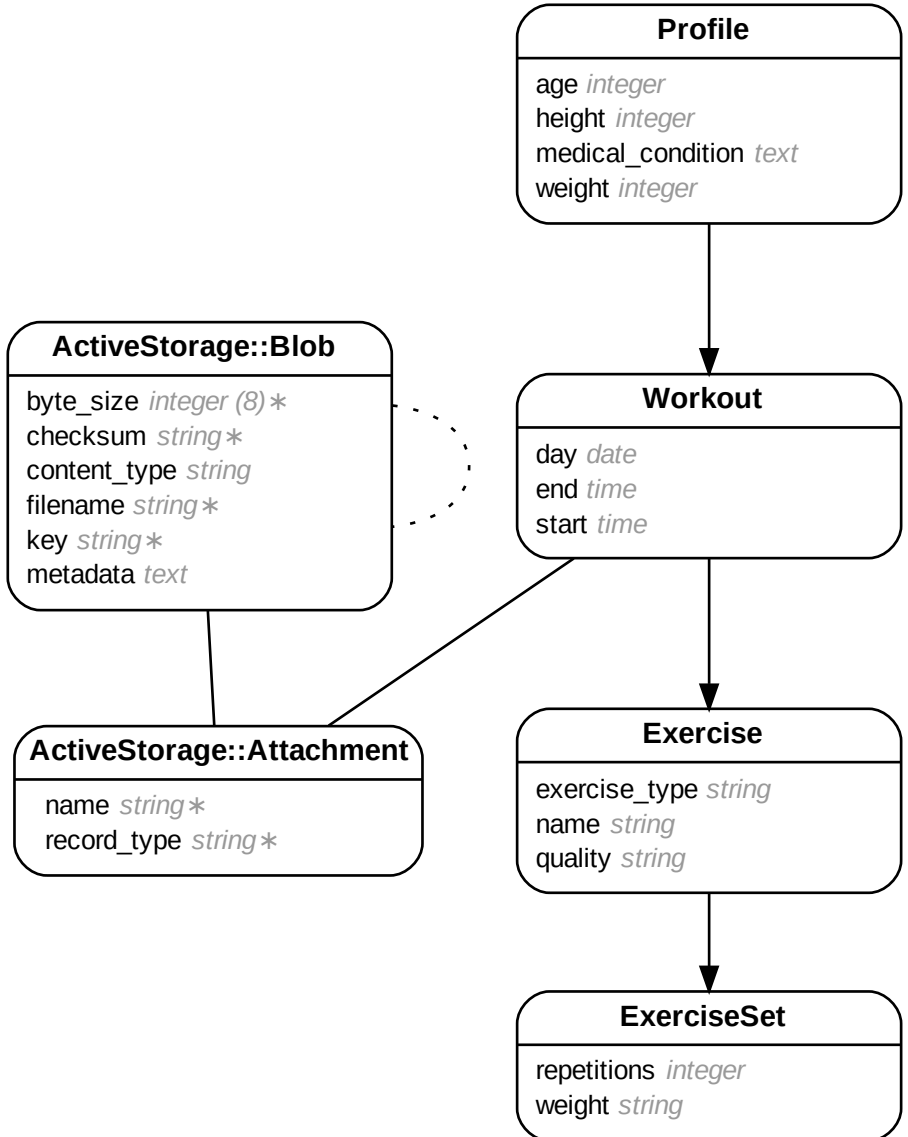 Profile
age integer
height integer
medical_condition text
weight integer
ActiveStorage::Blob
byte_size integer (8)∗
checksum string∗
content_type string
filename string∗
key string∗
metadata text
Workout
day date
end time
start time
ActiveStorage::Attachment
name string∗
record_type string∗
Exercise
exercise_type string
name string
quality string
ExerciseSet
repetitions integer
weight string